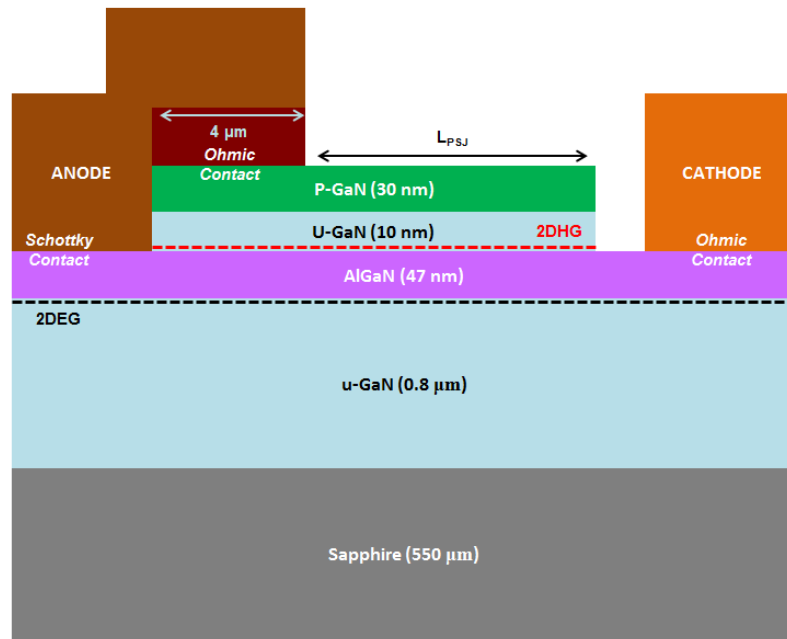 4 µm
Ohmic
Contact
L_PSJ
ANODE
CATHODE
P-GaN (30 nm)
U-GaN (10 nm)
2DHG
Schottky
Contact
Ohmic
Contact
AlGaN (47 nm)
2DEG
u-GaN (0.8 µm)
Sapphire (550 µm)